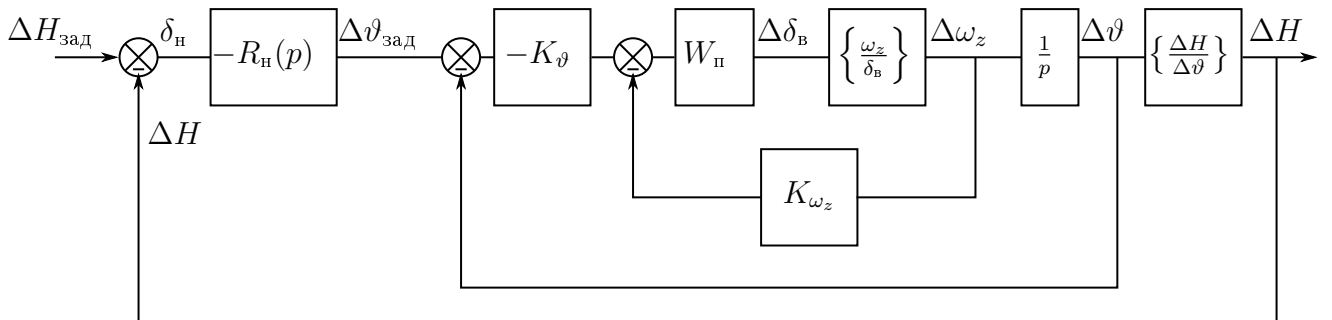 ΔH_зад
δ_н
−R_н(p)
Δϑ_зад
−K_ϑ
W_п
Δδ_в
{ω_z/δ_в}
Δω_z
1/p
Δϑ
{ΔH/Δϑ}
ΔH
−
−
−
ΔH
K_ω_z